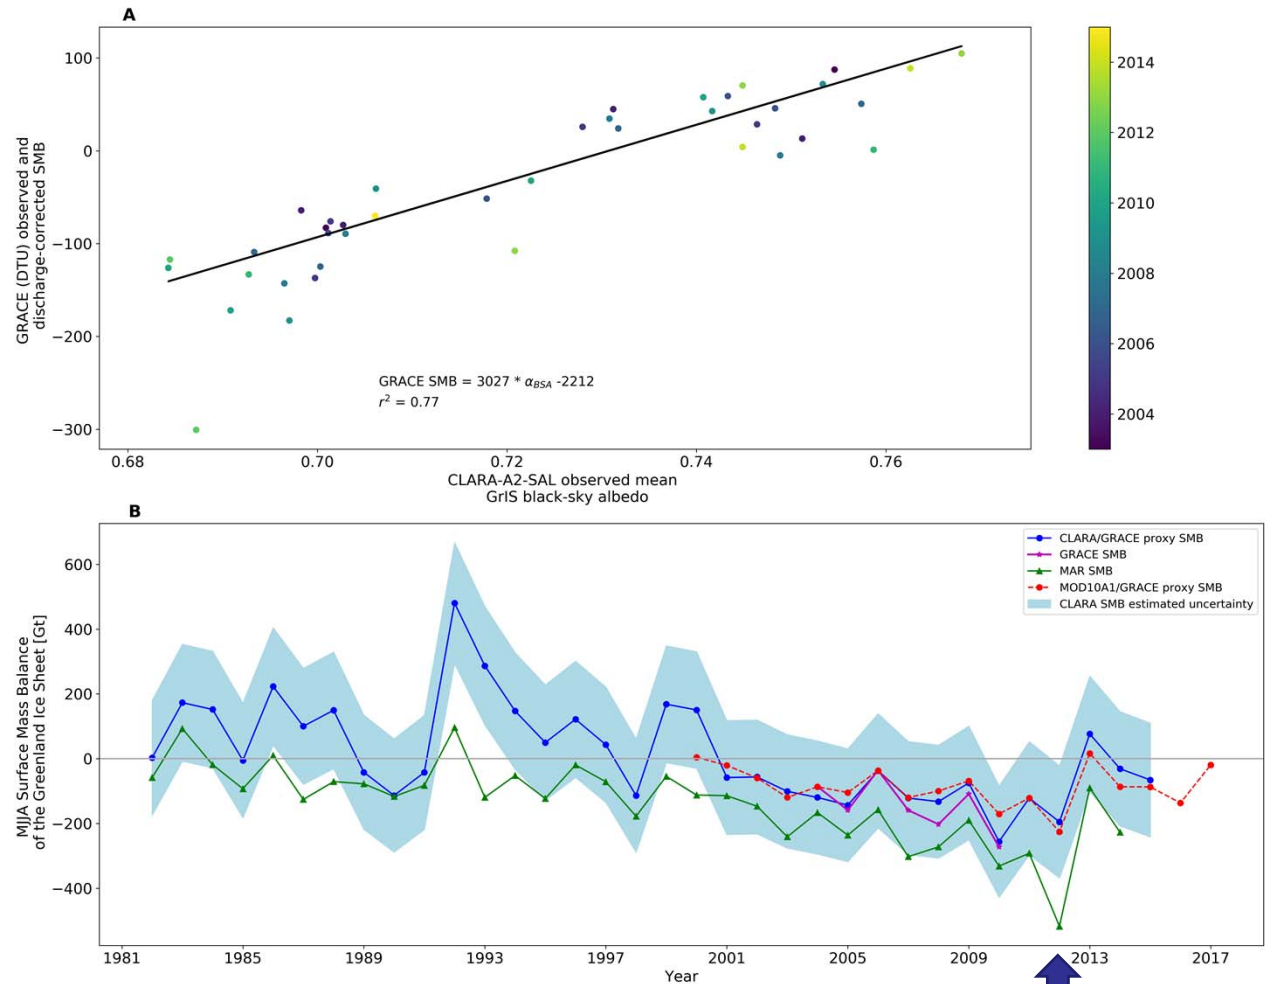 A
GRACE (DTU) observed and
discharge-corrected SMB
100
0
−100
−200
−300
GRACE SMB = 3027 * αBSA -2212
r² = 0.77
0.68 0.70 0.72 0.74 0.76
CLARA-A2-SAL observed mean
GrIS black-sky albedo
2014
2012
2010
2008
2006
2004
B
MJJA Surface Mass Balance
of the Greenland Ice Sheet [Gt]
600
400
200
0
−200
−400
CLARA/GRACE proxy SMB
GRACE SMB
MAR SMB
MOD10A1/GRACE proxy SMB
CLARA SMB estimated uncertainty
1981 1985 1989 1993 1997 2001 2005 2009 2013 2017
Year